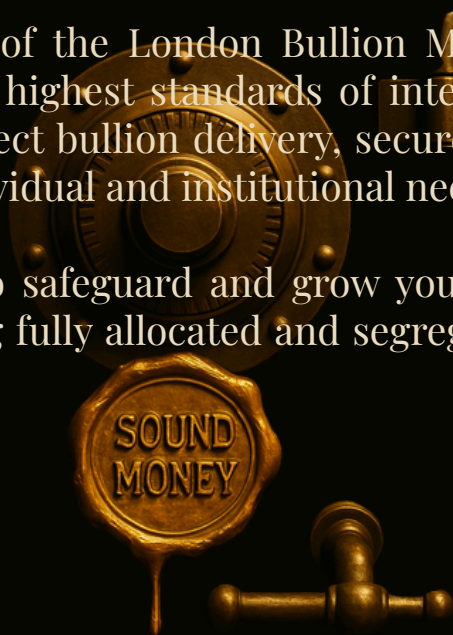 of the London Bullion M
highest standards of inte
ect bullion delivery, secur
vidual and institutional nee
safeguard and grow you
fully allocated and segreg
SOUND
MONEY